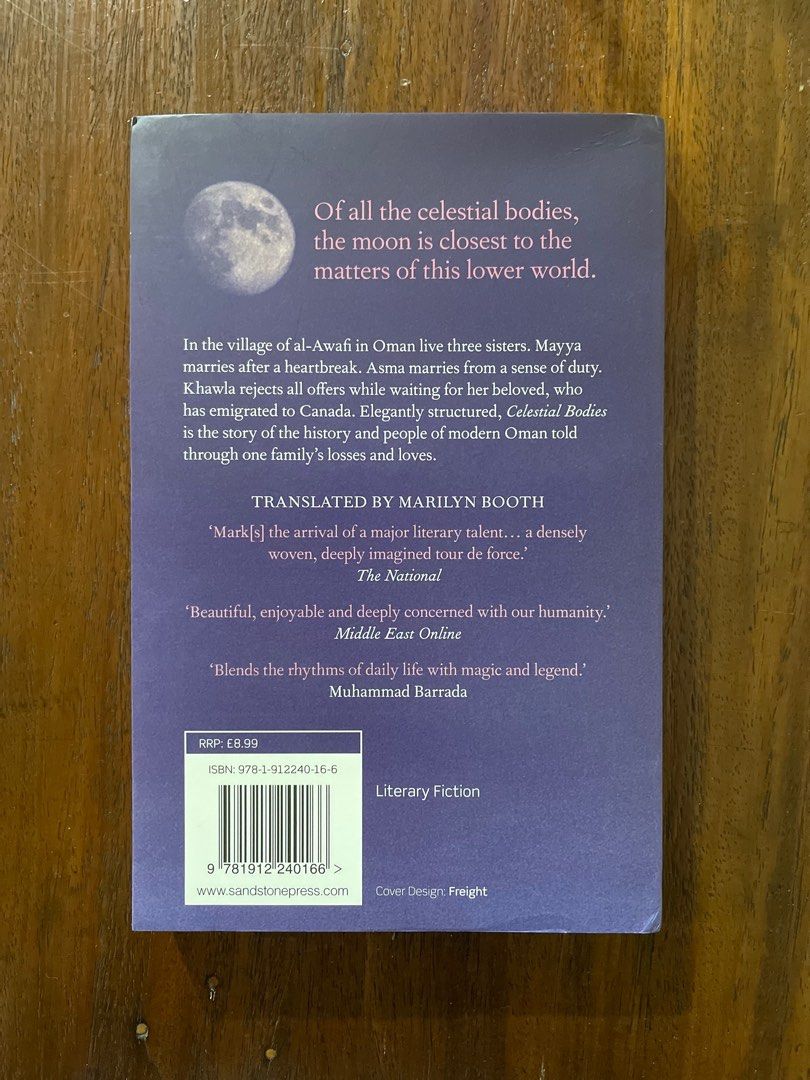 Of all the celestial bodies,
the moon is closest to the
matters of this lower world.
In the village of al-Awafi in Oman live three sisters. Mayya
marries after a heartbreak. Asma marries from a sense of duty.
Khawla rejects all offers while waiting for her beloved, who
has emigrated to Canada. Elegantly structured, Celestial Bodies
is the story of the history and people of modern Oman told
through one family’s losses and loves.
TRANSLATED BY MARILYN BOOTH
‘Mark[s] the arrival of a major literary talent… a densely
woven, deeply imagined tour de force.’
The National
‘Beautiful, enjoyable and deeply concerned with our humanity.’
Middle East Online
‘Blends the rhythms of daily life with magic and legend.’
Muhammad Barrada
RRP: £8.99
ISBN: 978-1-912240-16-6
9 781912 240166 >
www.sandstonepress.com
Literary Fiction
Cover Design: Freight